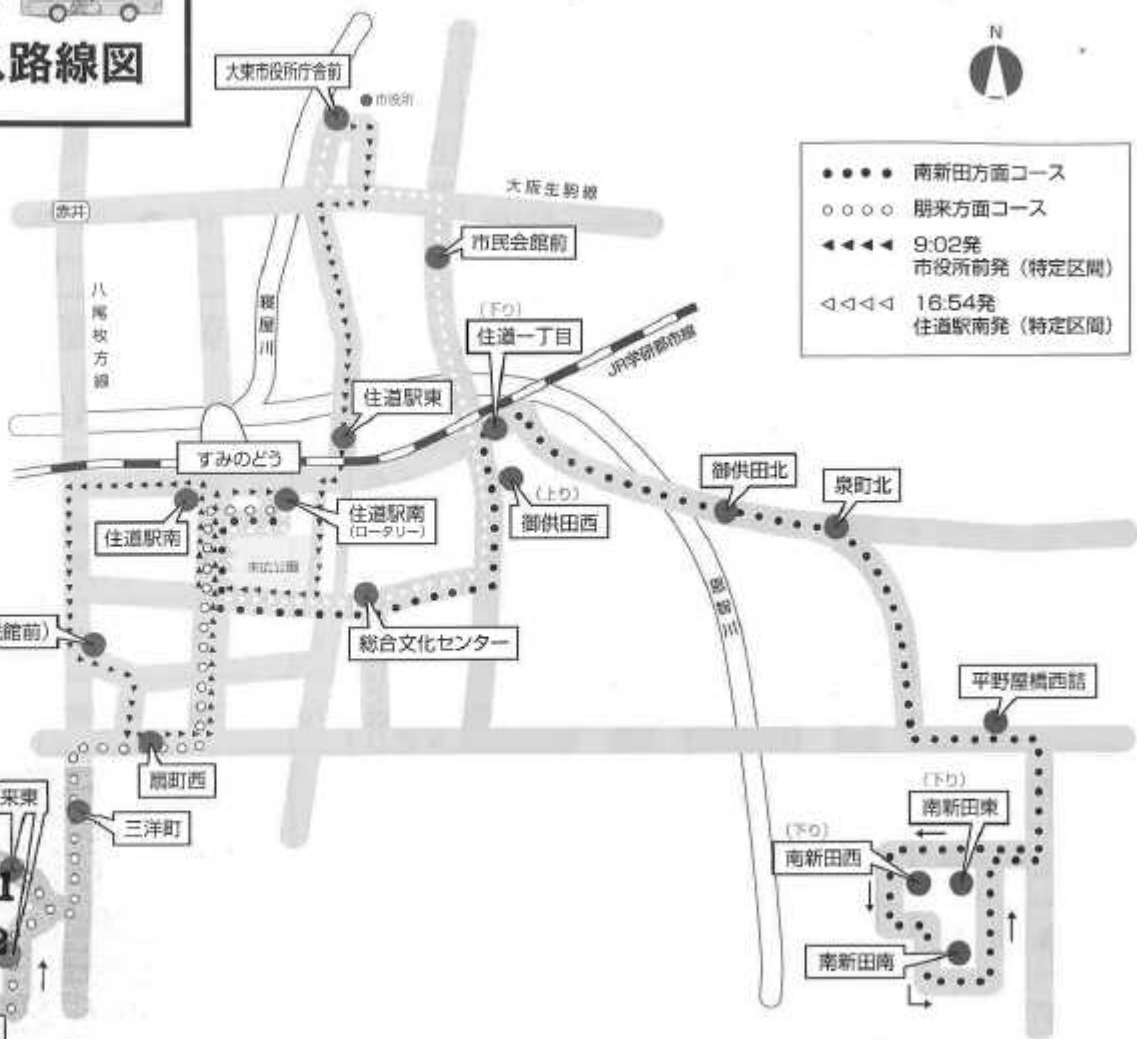 路線図
大東市役所庁舎前
市役所
N
南新田方面コース
朋来方面コース
9:02発
市役所前発(特定区間)
16:54発
住道駅南発(特定区間)
大阪生駒線
赤井
市民会館前
八尾枚方線
寝屋川
(下り)
住道一丁目
JR学研都市線
住道駅東
すみのどう
御供田北
泉町北
(上り)
御供田西
住道駅南
住道駅南
(ロータリー)
末広公園
総合文化センター
館前)
平野屋橋西詰
扇町西
来東
三洋町
(下り)
南新田東
(下り)
南新田西
1
2
南新田南